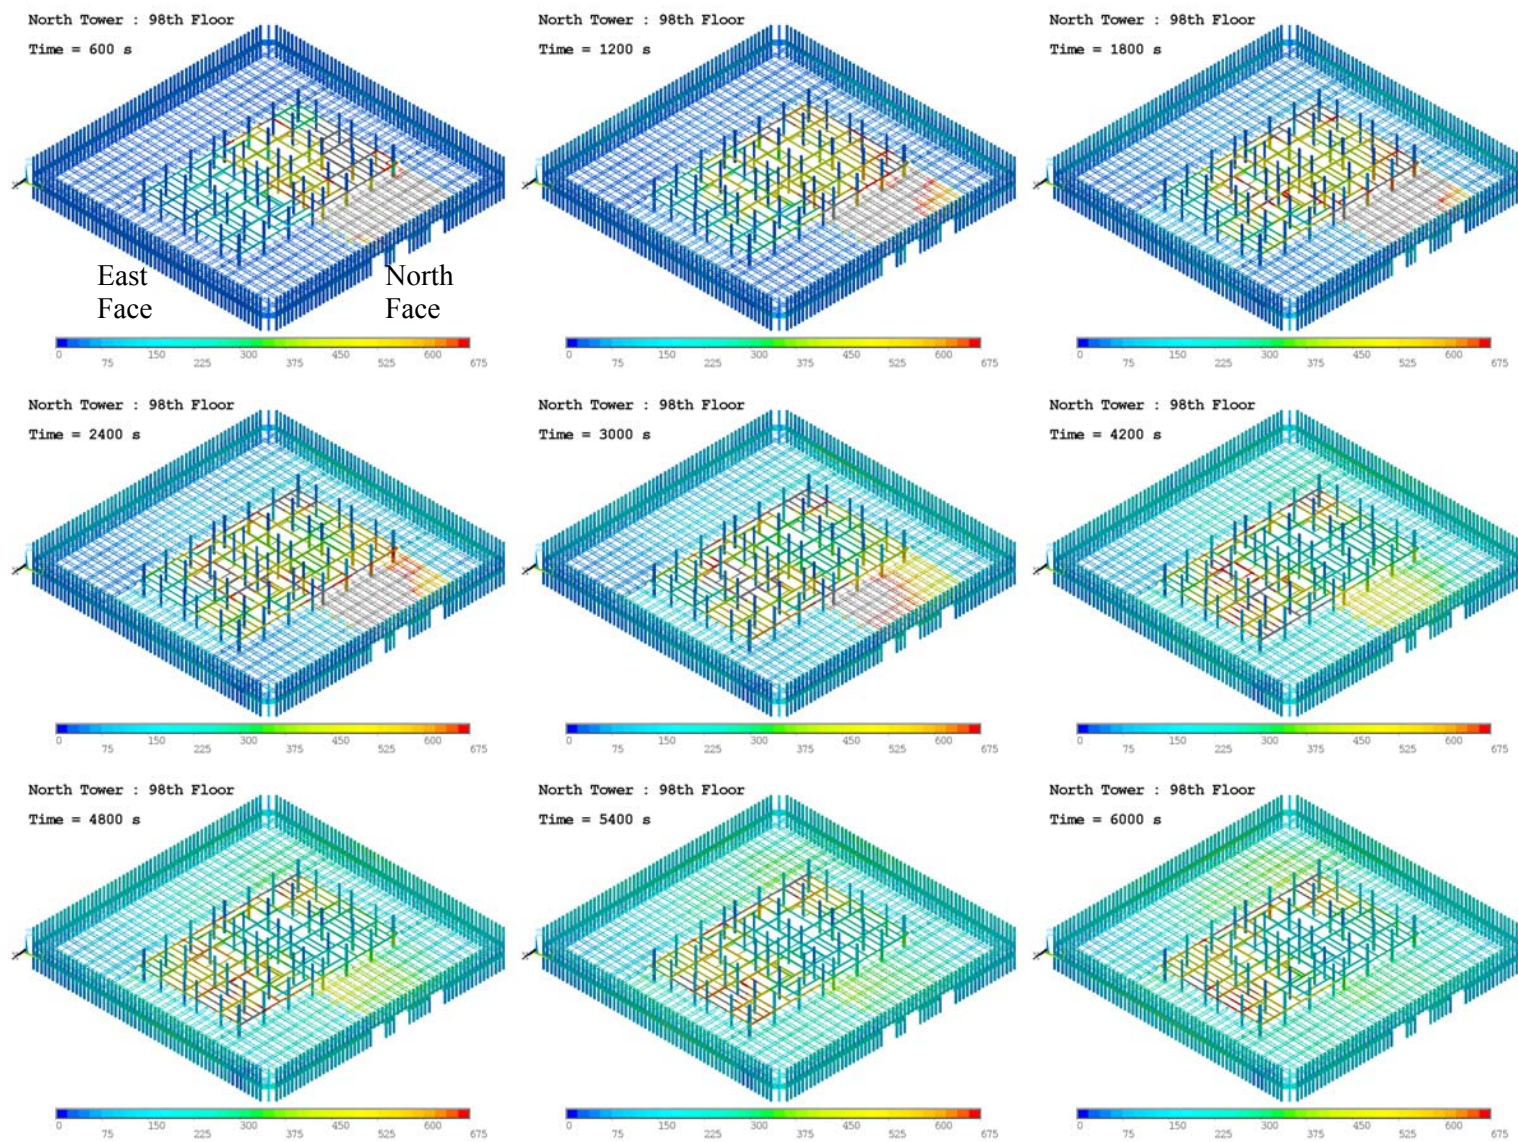 North Tower : 98th Floor
Time = 600 s
East
Face
North
Face
0 75 150 225 300 375 450 525 600 675
North Tower : 98th Floor
Time = 1200 s
0 75 150 225 300 375 450 525 600 675
North Tower : 98th Floor
Time = 1800 s
0 75 150 225 300 375 450 525 600 675
North Tower : 98th Floor
Time = 2400 s
0 75 150 225 300 375 450 525 600 675
North Tower : 98th Floor
Time = 3000 s
0 75 150 225 300 375 450 525 600 675
North Tower : 98th Floor
Time = 4200 s
0 75 150 225 300 375 450 525 600 675
North Tower : 98th Floor
Time = 4800 s
0 75 150 225 300 375 450 525 600 675
North Tower : 98th Floor
Time = 5400 s
0 75 150 225 300 375 450 525 600 675
North Tower : 98th Floor
Time = 6000 s
0 75 150 225 300 375 450 525 600 675